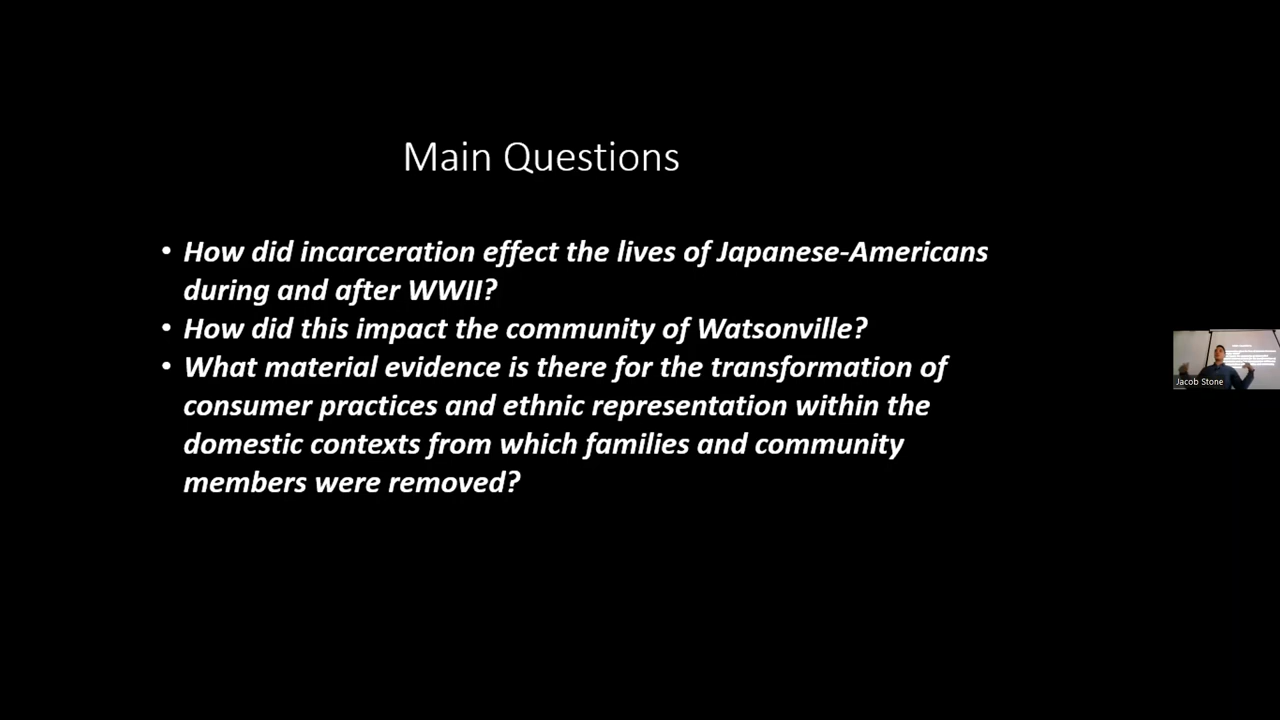 Main Questions
• How did incarceration effect the lives of Japanese-Americans
during and after WWII?
• How did this impact the community of Watsonville?
• What material evidence is there for the transformation of
consumer practices and ethnic representation within the
domestic contexts from which families and community
members were removed?
Jacob Stone